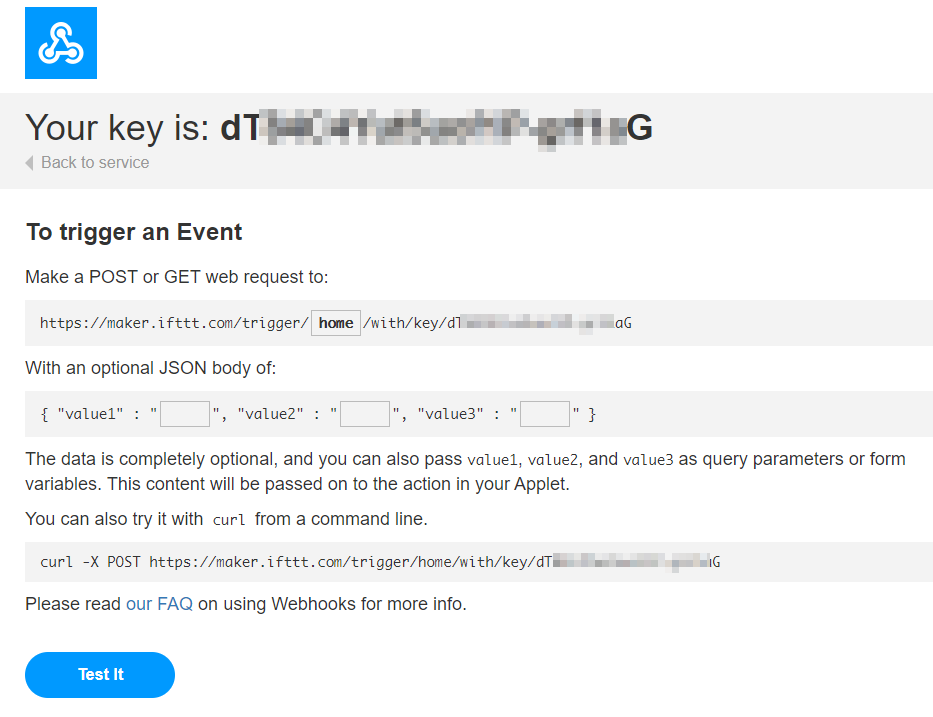 Your key is: dT G
Back to service
To trigger an Event
Make a POST or GET web request to:
https://maker.ifttt.com/trigger/ home /with/key/dT aG
With an optional JSON body of:
{ "value1" : " ", "value2" : " ", "value3" : " " }
The data is completely optional, and you can also pass value1, value2, and value3 as query parameters or form
variables. This content will be passed on to the action in your Applet.
You can also try it with curl from a command line.
curl -X POST https://maker.ifttt.com/trigger/home/with/key/dT G
Please read our FAQ on using Webhooks for more info.
Test It